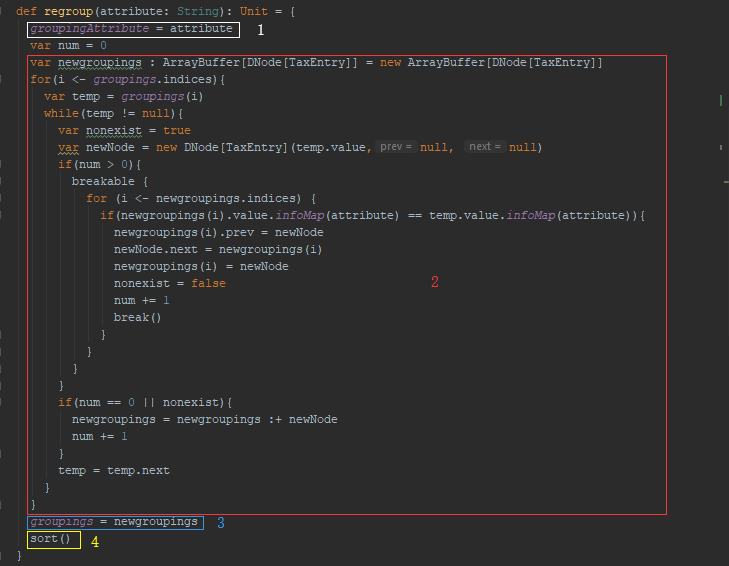 def regroup(attribute: String): Unit = {
groupingAttribute = attribute 1
var num = 0
var newgroupings : ArrayBuffer[DNode[TaxEntry]] = new ArrayBuffer[DNode[TaxEntry]]
for(i <- groupings.indices){
var temp = groupings(i)
while(temp != null){
var nonexist = true
var newNode = new DNode[TaxEntry](temp.value, prev = null, next = null)
if(num > 0){
breakable {
for (i <- newgroupings.indices) {
if(newgroupings(i).value.infoMap(attribute) == temp.value.infoMap(attribute)){
newgroupings(i).prev = newNode
newNode.next = newgroupings(i)
newgroupings(i) = newNode
nonexist = false 2
num += 1
break()
}
}
}
}
if(num == 0 || nonexist){
newgroupings = newgroupings :+ newNode
num += 1
}
temp = temp.next
}
}
groupings = newgroupings 3
sort() 4
}